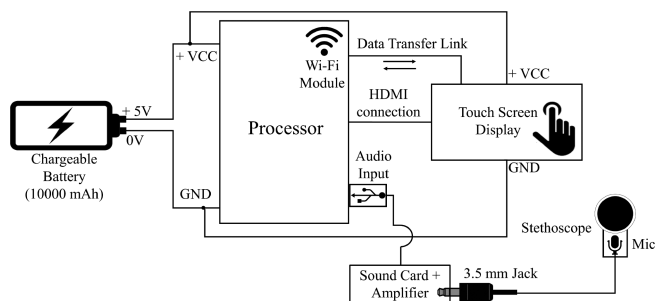 + VCC
Wi-Fi
Module
Data Transfer Link
+ VCC
+ 5V
0V
Processor
HDMI
connection
Touch Screen
Display
Chargeable
Battery
(10000 mAh)
GND
Audio
Input
GND
Stethoscope
Mic
Sound Card +
Amplifier
3.5 mm Jack